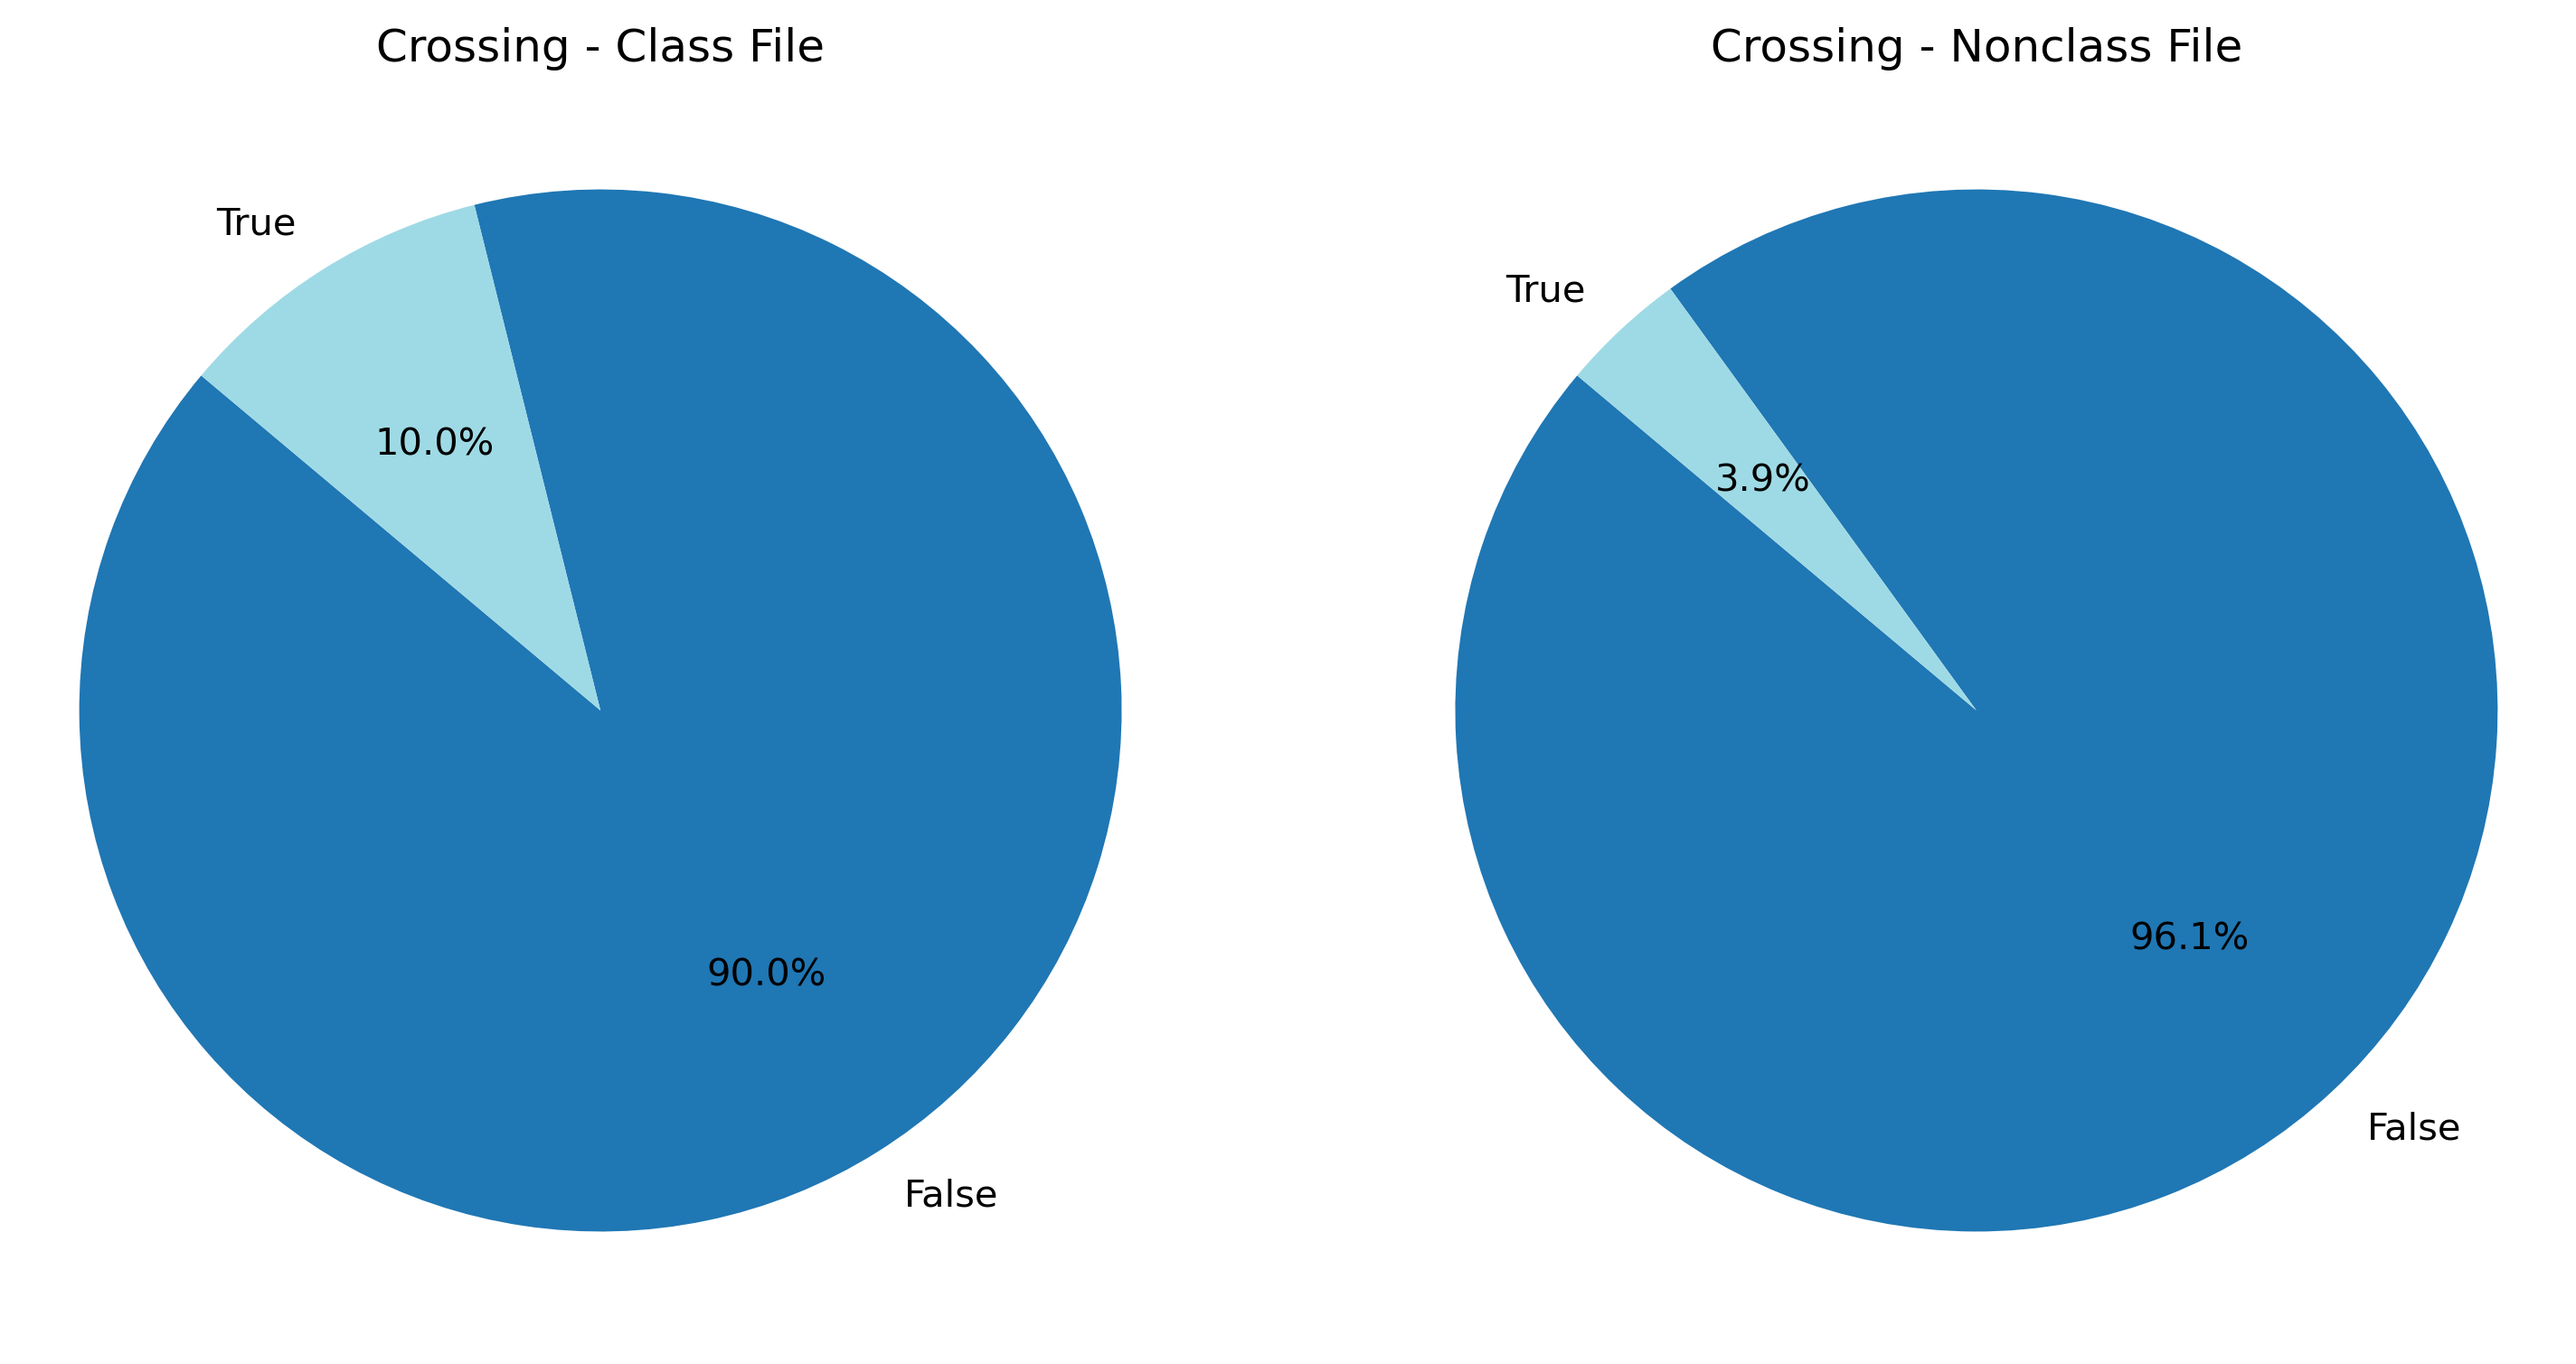 Crossing - Class File
True
10.0%
90.0%
False
Crossing - Nonclass File
True
3.9%
96.1%
False